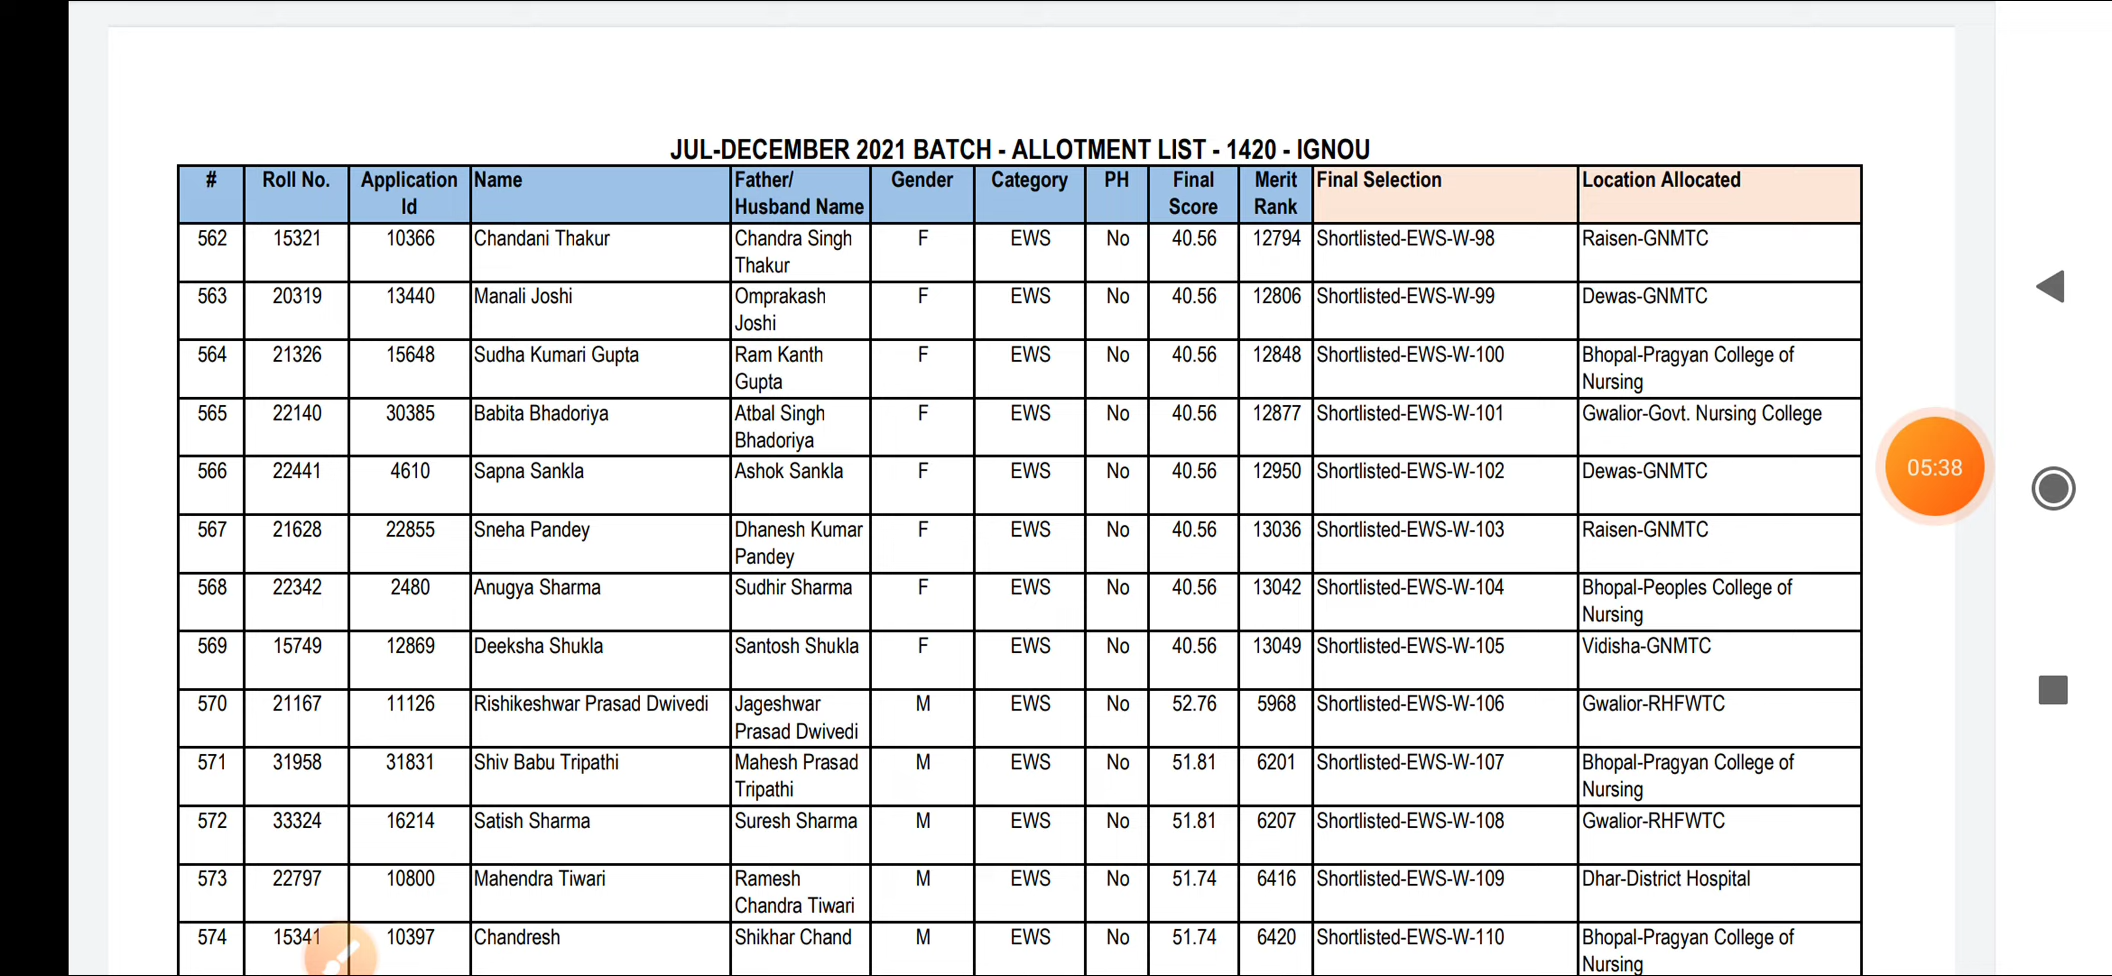 JUL-DECEMBER 2021 BATCH - ALLOTMENT LIST - 1420 - IGNOU
# Roll No. Application Id Name Father/ Husband Name Gender Category PH Final Score Merit Rank Final Selection Location Allocated
562 15321 10366 Chandani Thakur Chandra Singh Thakur F EWS No 40.56 12794 Shortlisted-EWS-W-98 Raisen-GNMTC
563 20319 13440 Manali Joshi Omprakash Joshi F EWS No 40.56 12806 Shortlisted-EWS-W-99 Dewas-GNMTC
564 21326 15648 Sudha Kumari Gupta Ram Kanth Gupta F EWS No 40.56 12848 Shortlisted-EWS-W-100 Bhopal-Pragyan College of Nursing
565 22140 30385 Babita Bhadoriya Atbal Singh Bhadoriya F EWS No 40.56 12877 Shortlisted-EWS-W-101 Gwalior-Govt. Nursing College
566 22441 4610 Sapna Sankla Ashok Sankla F EWS No 40.56 12950 Shortlisted-EWS-W-102 Dewas-GNMTC
567 21628 22855 Sneha Pandey Dhanesh Kumar Pandey F EWS No 40.56 13036 Shortlisted-EWS-W-103 Raisen-GNMTC
568 22342 2480 Anugya Sharma Sudhir Sharma F EWS No 40.56 13042 Shortlisted-EWS-W-104 Bhopal-Peoples College of Nursing
569 15749 12869 Deeksha Shukla Santosh Shukla F EWS No 40.56 13049 Shortlisted-EWS-W-105 Vidisha-GNMTC
570 21167 11126 Rishikeshwar Prasad Dwivedi Jageshwar Prasad Dwivedi M EWS No 52.76 5968 Shortlisted-EWS-W-106 Gwalior-RHFWTC
571 31958 31831 Shiv Babu Tripathi Mahesh Prasad Tripathi M EWS No 51.81 6201 Shortlisted-EWS-W-107 Bhopal-Pragyan College of Nursing
572 33324 16214 Satish Sharma Suresh Sharma M EWS No 51.81 6207 Shortlisted-EWS-W-108 Gwalior-RHFWTC
573 22797 10800 Mahendra Tiwari Ramesh Chandra Tiwari M EWS No 51.74 6416 Shortlisted-EWS-W-109 Dhar-District Hospital
574 15341 10397 Chandresh Shikhar Chand M EWS No 51.74 6420 Shortlisted-EWS-W-110 Bhopal-Pragyan College of Nursing
05:38